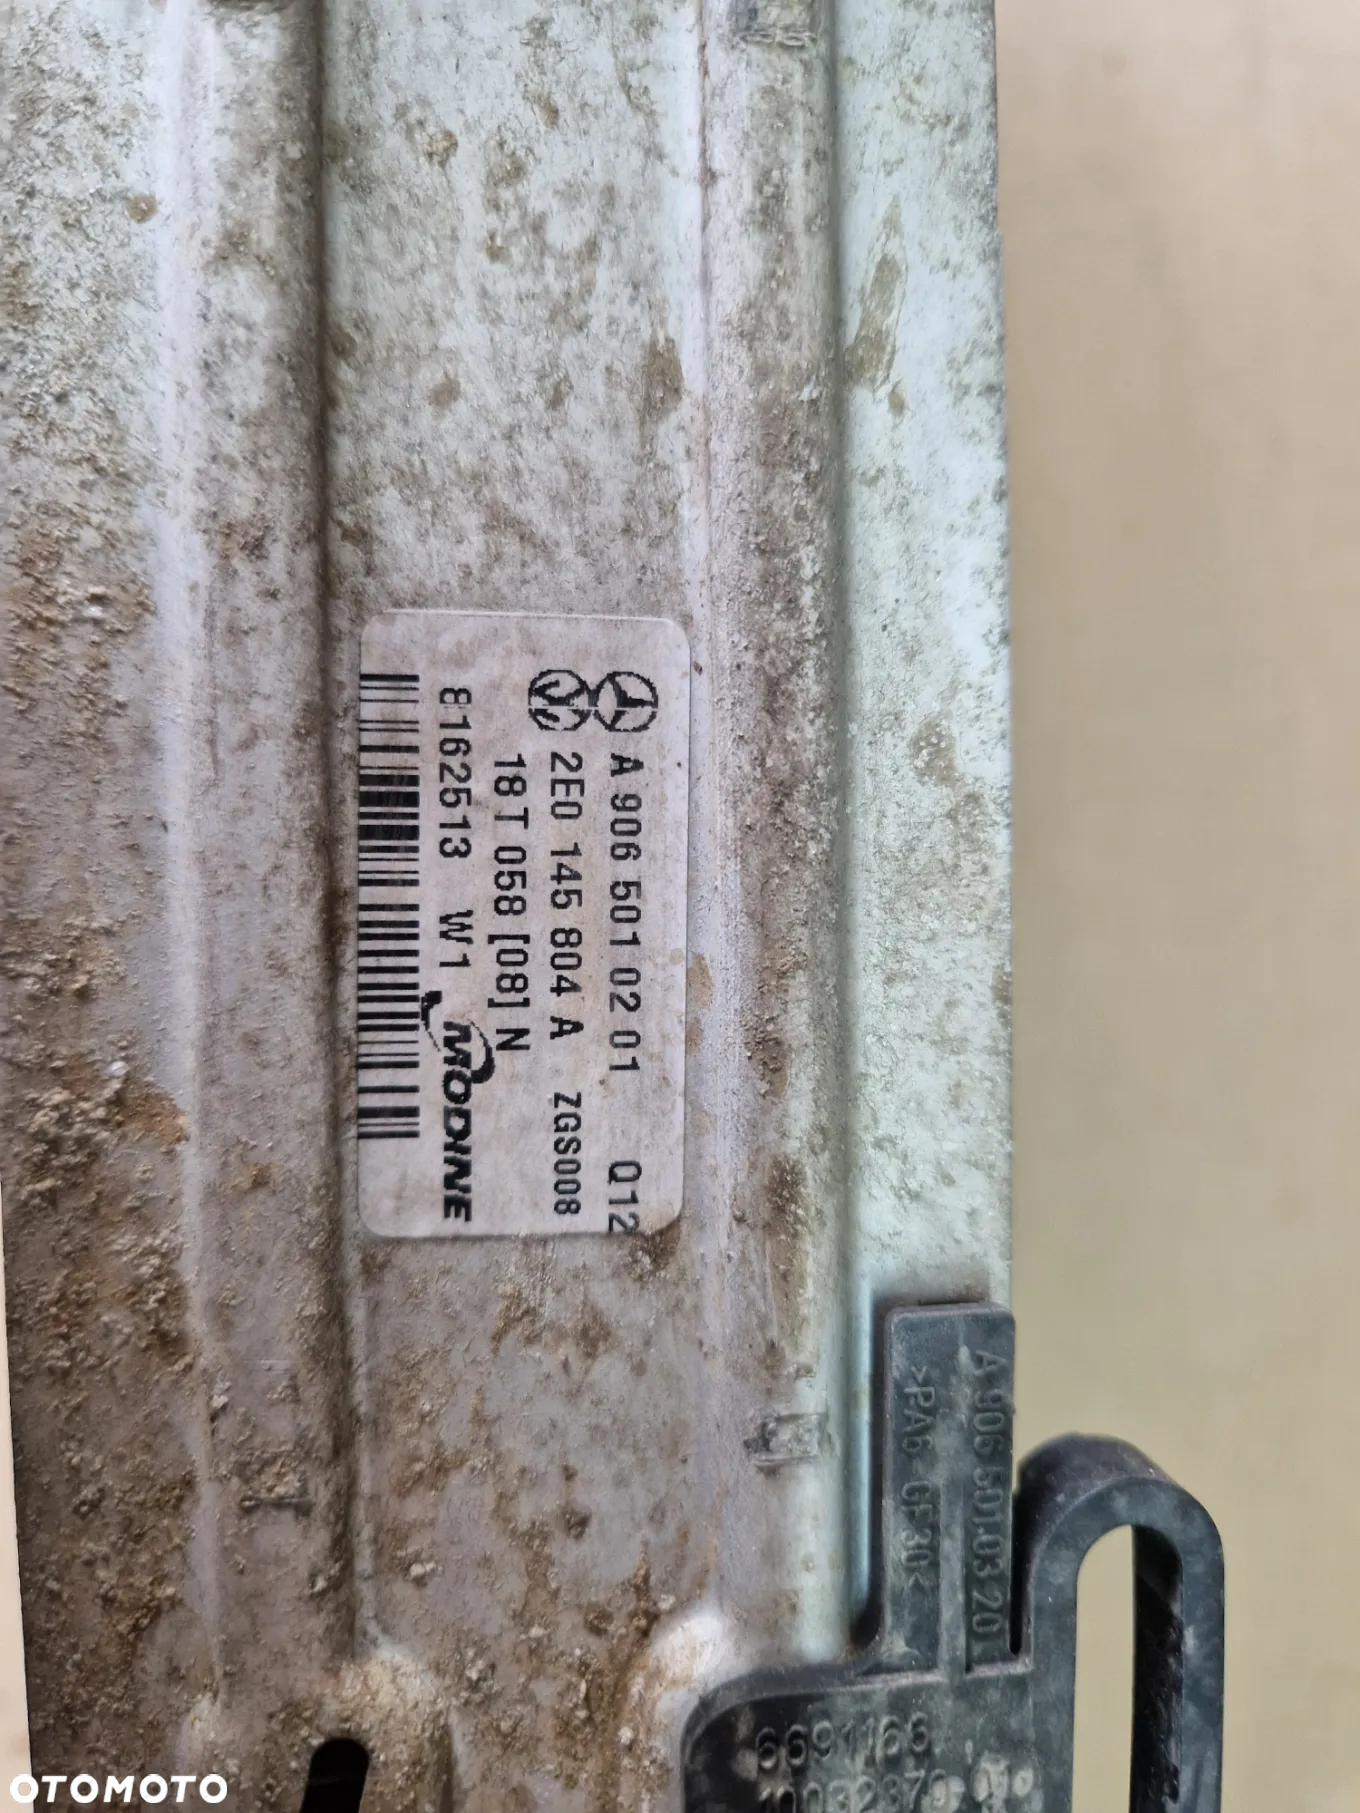 A 906 501 02 01 Q12
2E0 145 804 A ZGS008
18T 058 [08] N
8162513 W1 MODINE
A 906 501.03 20
>PA6-GF30<
6691166
OTOMOTO